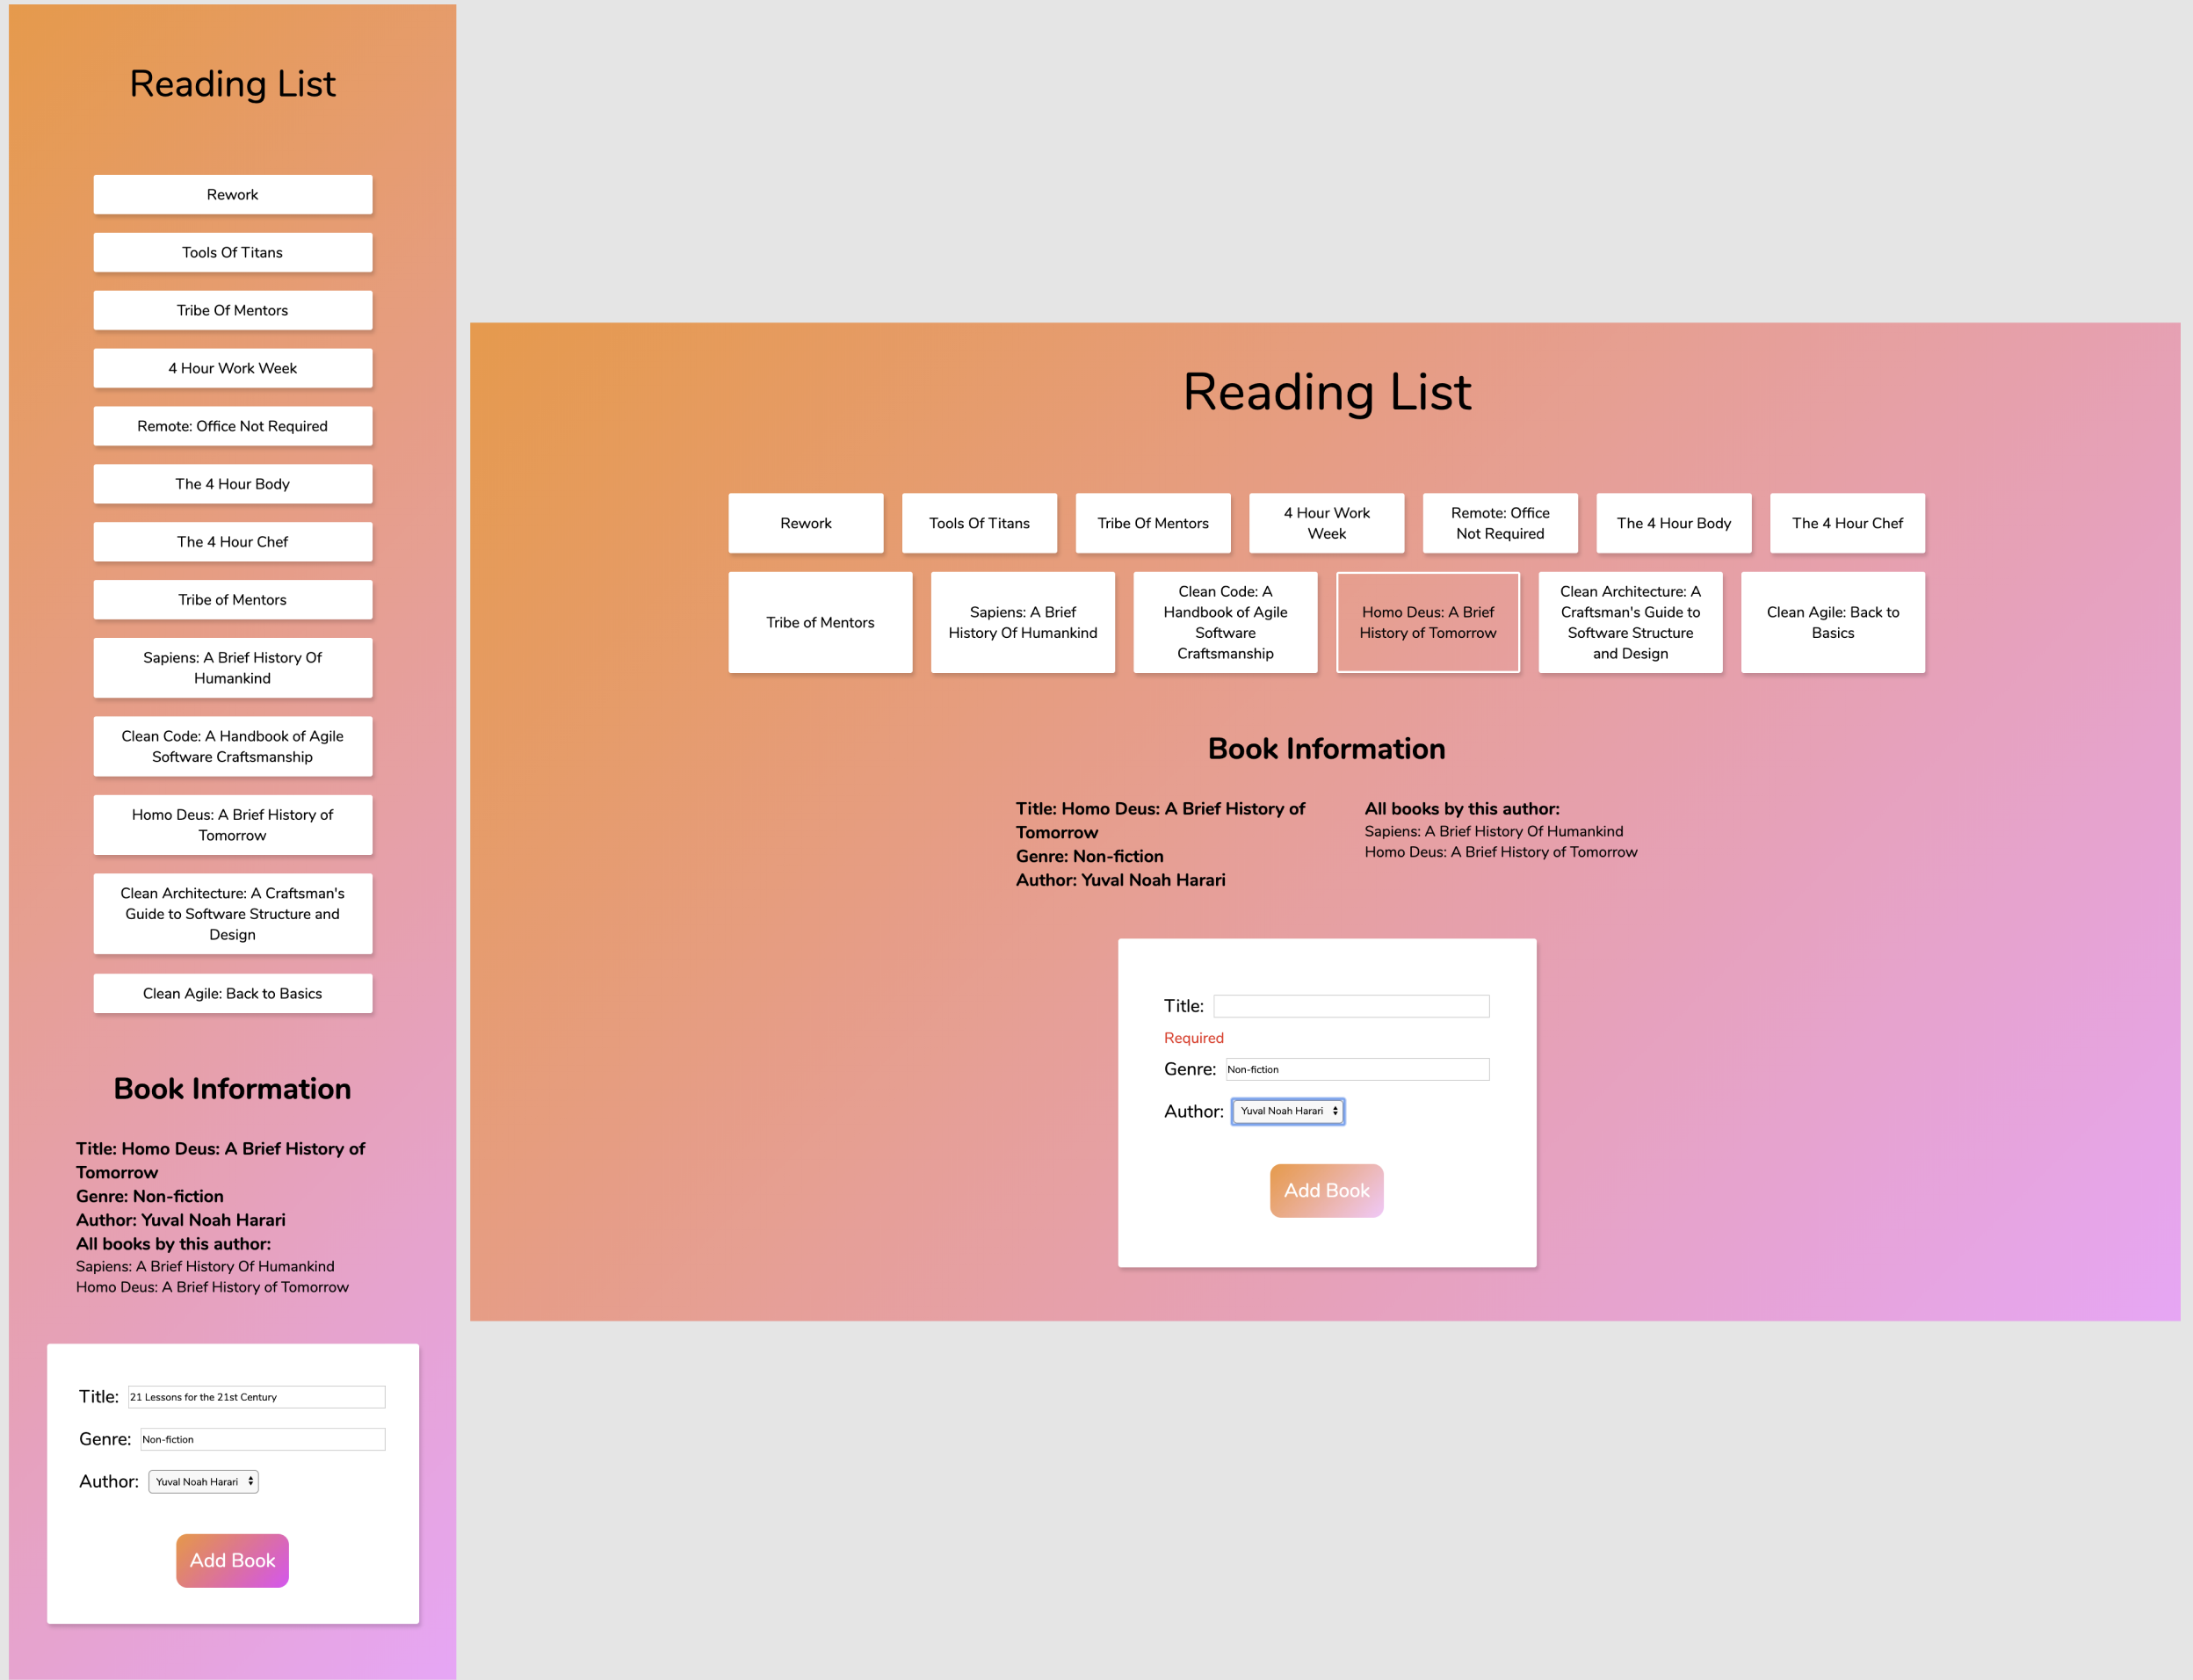 Reading List
Rework
Tools Of Titans
Tribe Of Mentors
4 Hour Work Week
Remote: Office Not Required
The 4 Hour Body
The 4 Hour Chef
Tribe of Mentors
Sapiens: A Brief History Of
Humankind
Clean Code: A Handbook of Agile
Software Craftsmanship
Homo Deus: A Brief History of
Tomorrow
Clean Architecture: A Craftsman's
Guide to Software Structure and
Design
Clean Agile: Back to Basics
Book Information
Title: Homo Deus: A Brief History of
Tomorrow
Genre: Non-fiction
Author: Yuval Noah Harari
All books by this author:
Sapiens: A Brief History Of Humankind
Homo Deus: A Brief History of Tomorrow
Title: 21 Lessons for the 21st Century
Genre: Non-fiction
Author: Yuval Noah Harari
Add Book
Reading List
Rework
Tools Of Titans
Tribe Of Mentors
4 Hour Work
Week
Remote: Office
Not Required
The 4 Hour Body
The 4 Hour Chef
Tribe of Mentors
Sapiens: A Brief
History Of Humankind
Clean Code: A
Handbook of Agile
Software
Craftsmanship
Homo Deus: A Brief
History of Tomorrow
Clean Architecture: A
Craftsman's Guide to
Software Structure
and Design
Clean Agile: Back to
Basics
Book Information
Title: Homo Deus: A Brief History of
Tomorrow
Genre: Non-fiction
Author: Yuval Noah Harari
All books by this author:
Sapiens: A Brief History Of Humankind
Homo Deus: A Brief History of Tomorrow
Title:
Required
Genre: Non-fiction
Author: Yuval Noah Harari
Add Book